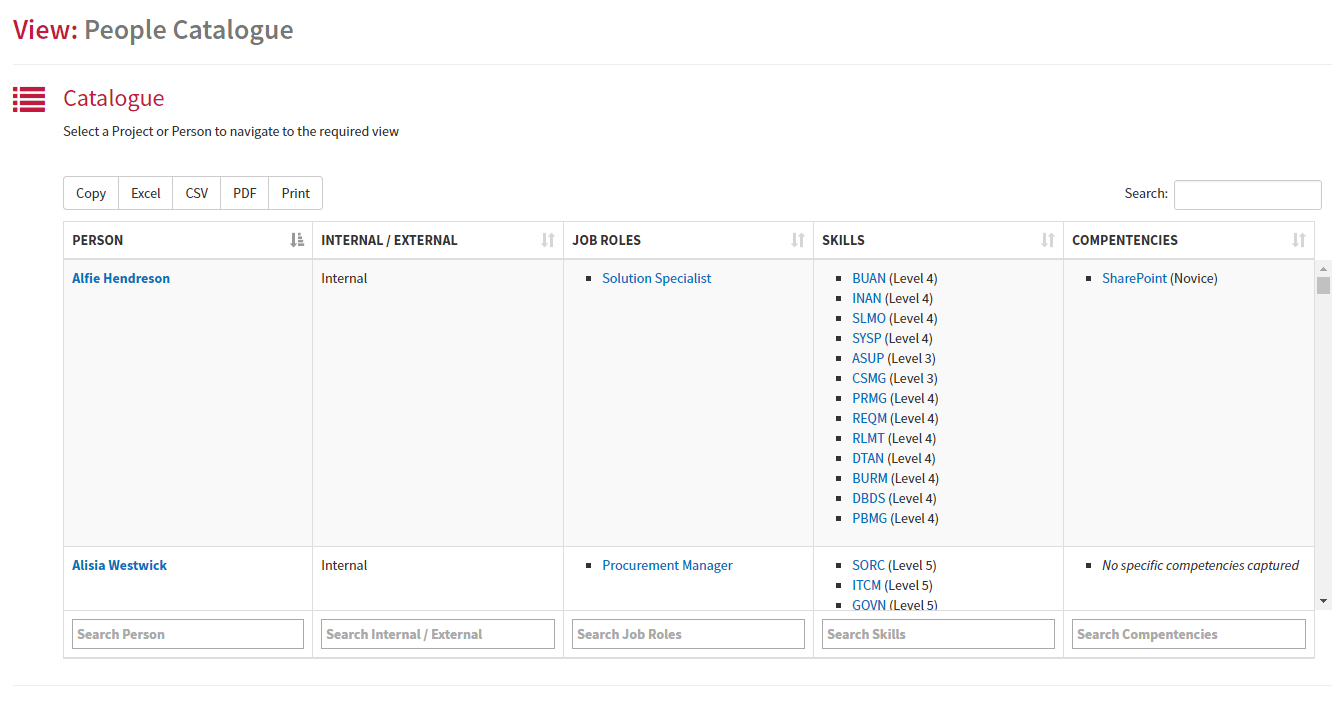 View: People Catalogue
Catalogue
Select a Project or Person to navigate to the required view
Copy Excel CSV PDF Print Search:
PERSON INTERNAL / EXTERNAL JOB ROLES SKILLS COMPENTENCIES
Alfie Hendreson Internal Solution Specialist BUAN (Level 4) SharePoint (Novice)
INAN (Level 4)
SLMO (Level 4)
SYSP (Level 4)
ASUP (Level 3)
CSMG (Level 3)
PRMG (Level 4)
REQM (Level 4)
RLMT (Level 4)
DTAN (Level 4)
BURM (Level 4)
DBDS (Level 4)
PBMG (Level 4)
Alisia Westwick Internal Procurement Manager SORC (Level 5) No specific competencies captured
ITCM (Level 5)
GOVN (Level 5)
Search Person Search Internal / External Search Job Roles Search Skills Search Compentencies